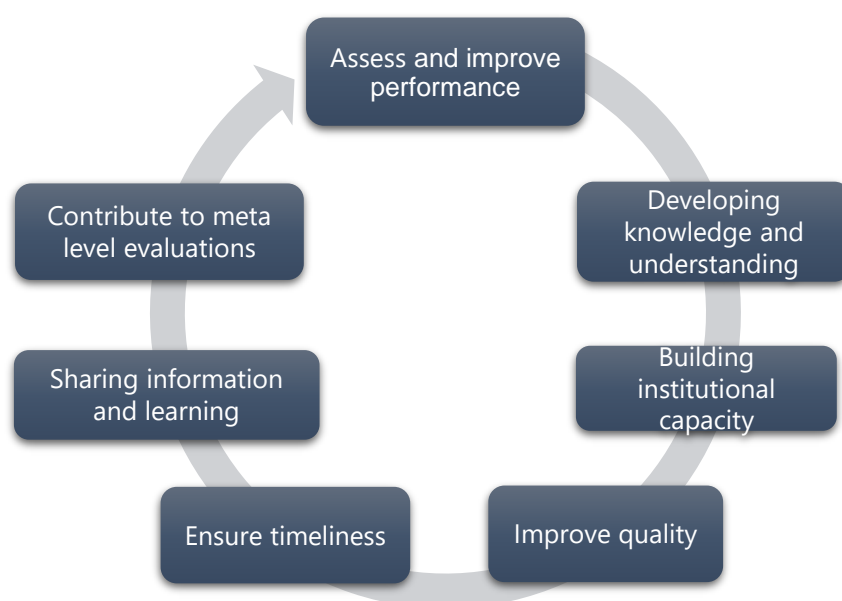 Assess and improve
performance
Developing
knowledge and
understanding
Building
institutional
capacity
Improve quality
Ensure timeliness
Sharing information
and learning
Contribute to meta
level evaluations